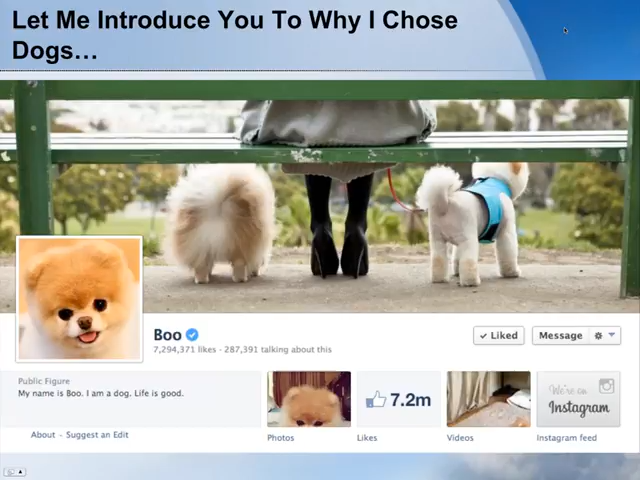 Let Me Introduce You To Why I Chose
Dogs...
Boo
7,294,371 likes · 287,391 talking about this
Liked
Message
Public Figure
My name is Boo. I am a dog. Life is good.
About - Suggest an Edit
7.2m
We're on
Instagram
Photos
Likes
Videos
Instagram feed